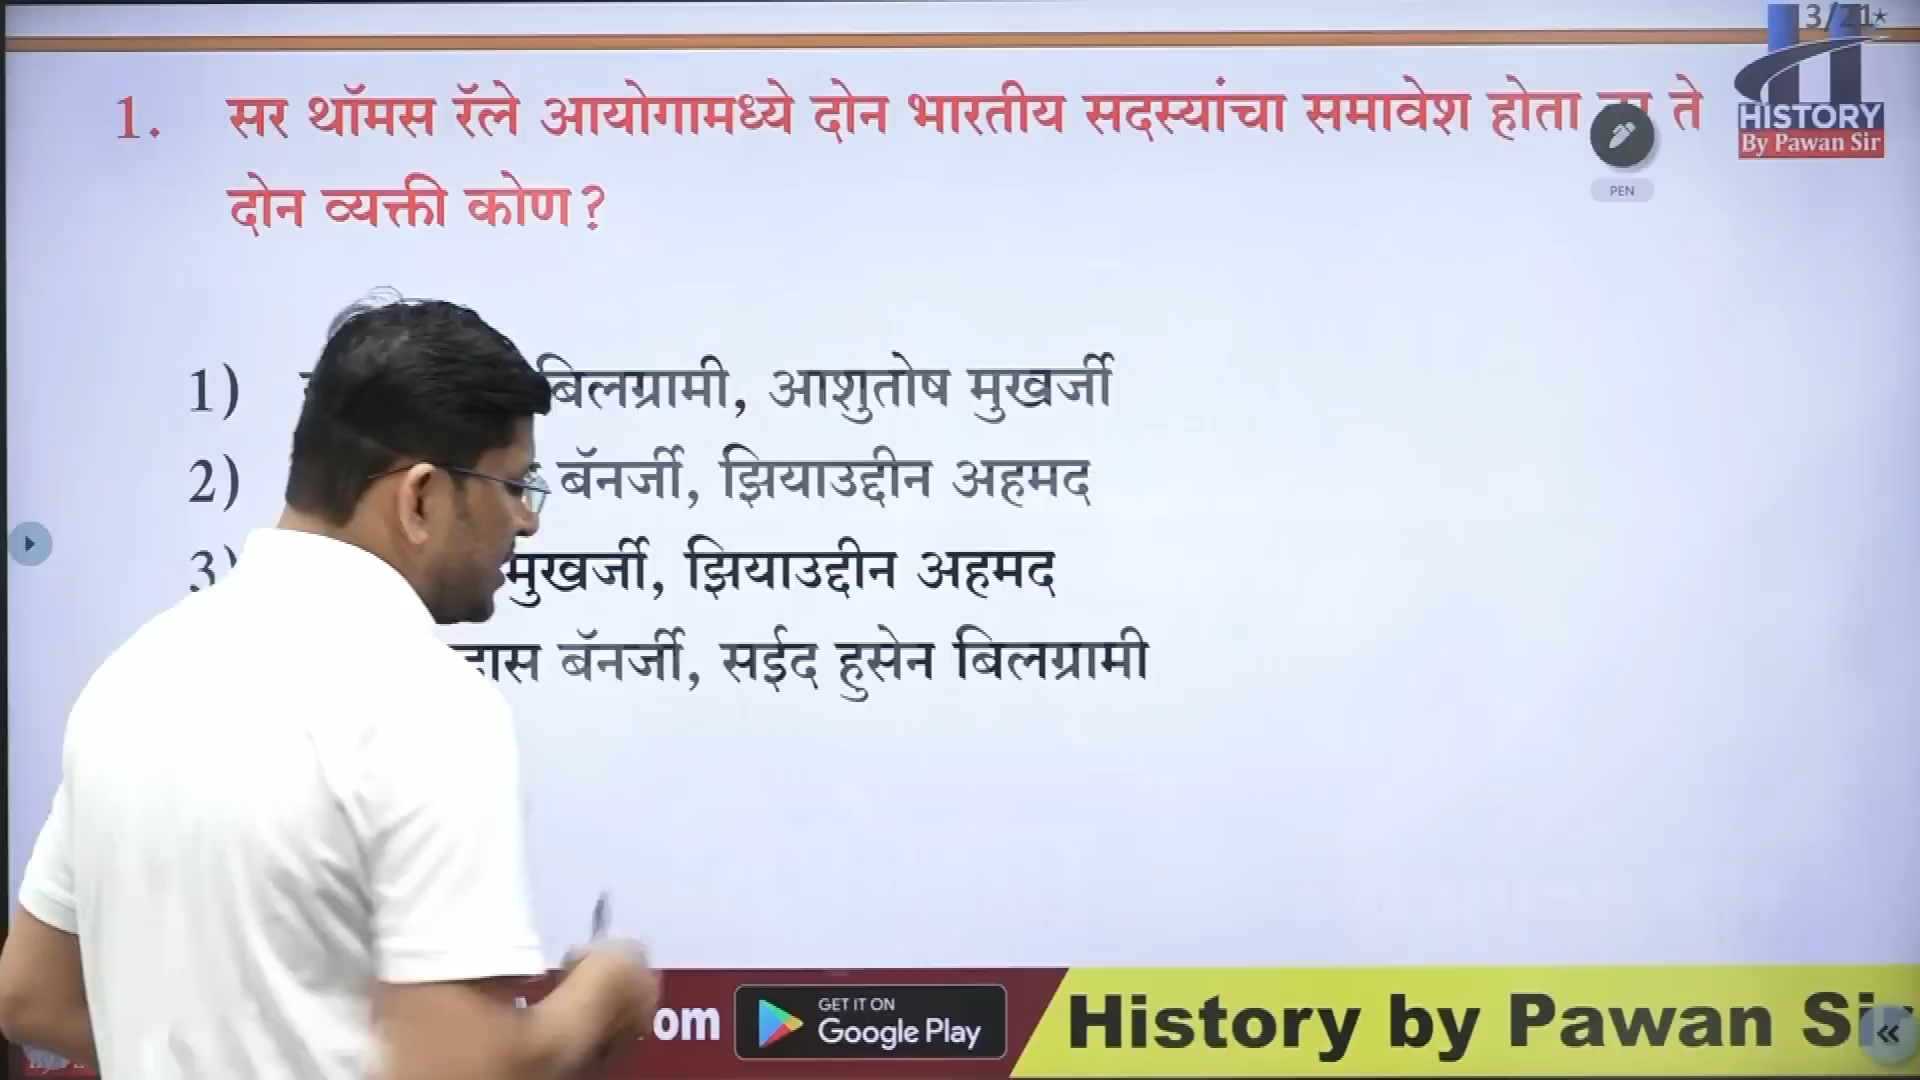 3/21★
HISTORY
By Pawan Sir
1. सर थॉमस रॅले आयोगामध्ये दोन भारतीय सदस्यांचा समावेश होता ते
PEN
दोन व्यक्ती कोण?
1) बिलग्रामी, आशुतोष मुखर्जी
2) बॅनर्जी, झियाउद्दीन अहमद
3) मुखर्जी, झियाउद्दीन अहमद
बॅनर्जी, सईद हुसेन बिलग्रामी
GET IT ON
Google Play
History by Pawan Sir